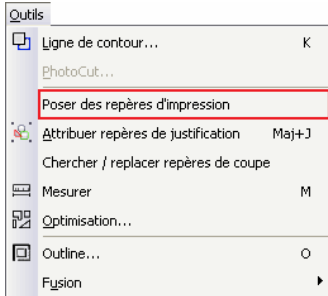 Outils
Ligne de contour... K
PhotoCut...
Poser des repères d'impression
Attribuer repères de justification Maj+J
Chercher / replacer repères de coupe
Mesurer M
Optimisation...
Outline... O
Fusion